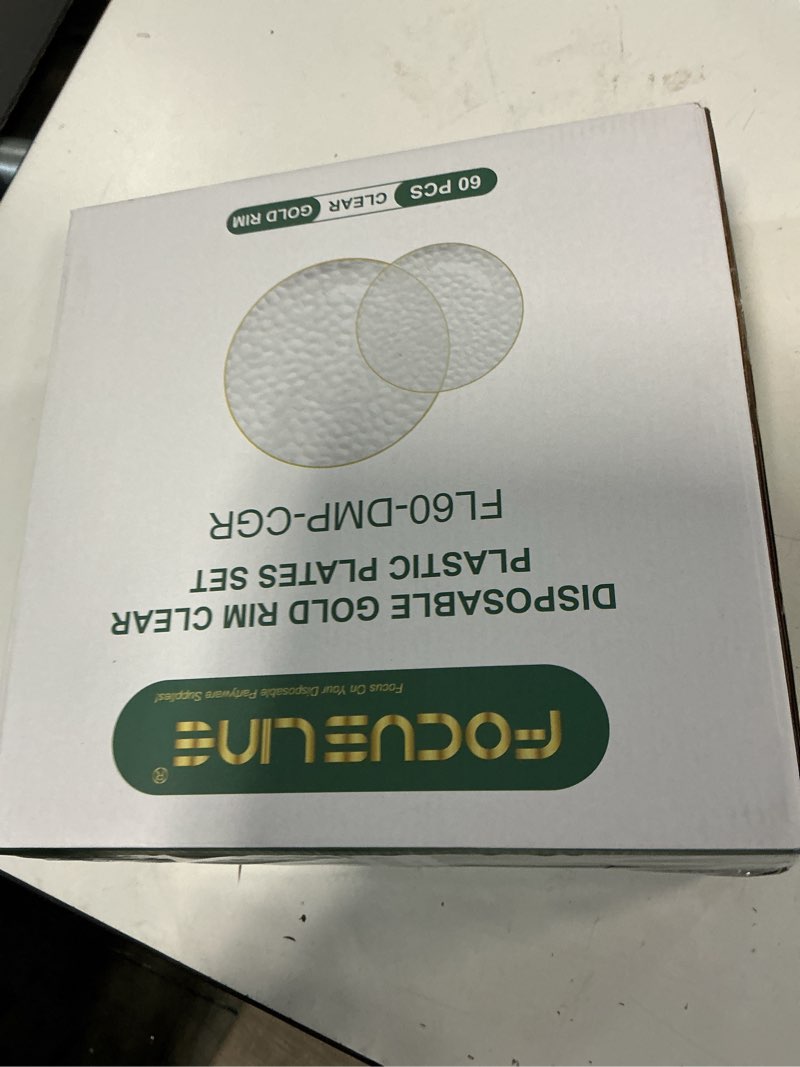 FOCUSLINE®
Focus On Your Disposable Partyware Supplies!
DISPOSABLE GOLD RIM CLEAR
PLASTIC PLATES SET
FL60-DMP-CGR
60 PCS CLEAR GOLD RIM